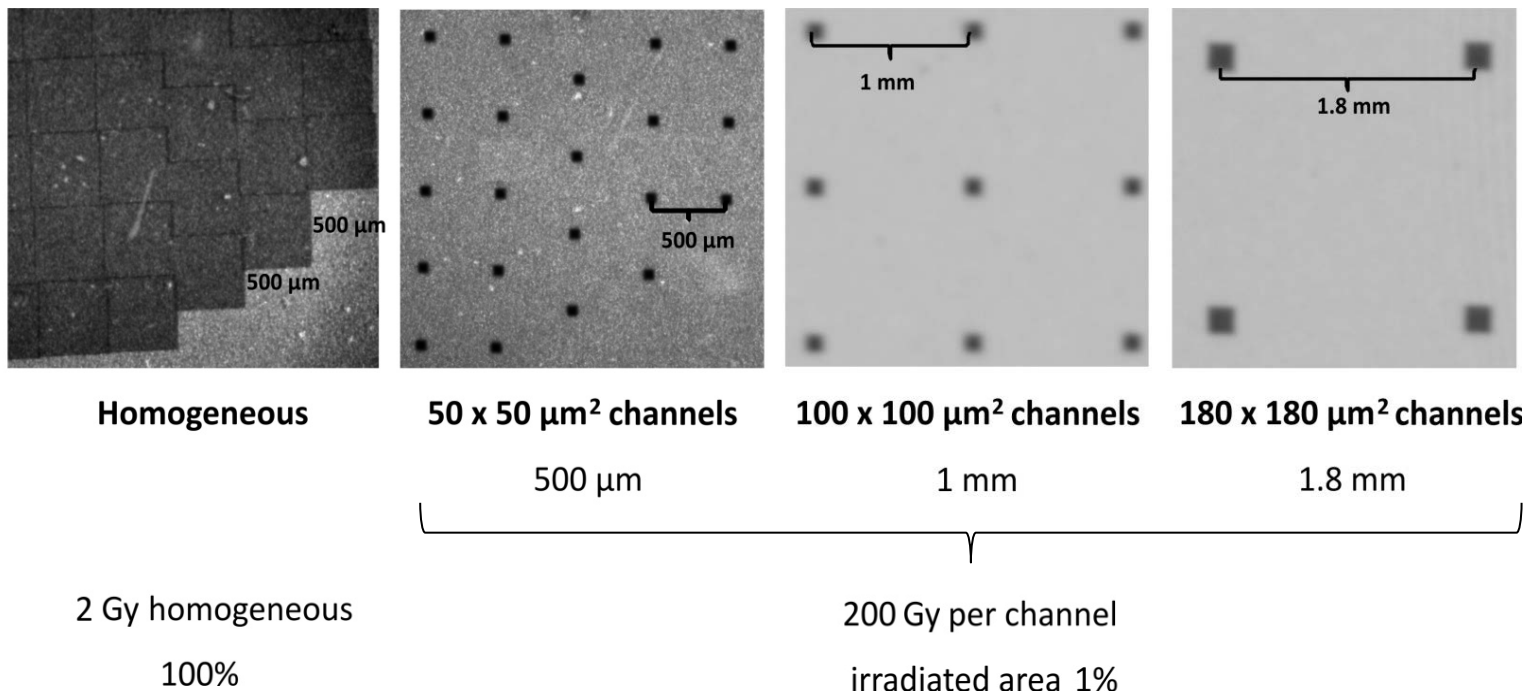 500 µm
500 µm
500 µm
1 mm
1.8 mm
Homogeneous
50 x 50 µm² channels
100 x 100 µm² channels
180 x 180 µm² channels
500 µm
1 mm
1.8 mm
2 Gy homogeneous
100%
200 Gy per channel
irradiated area 1%